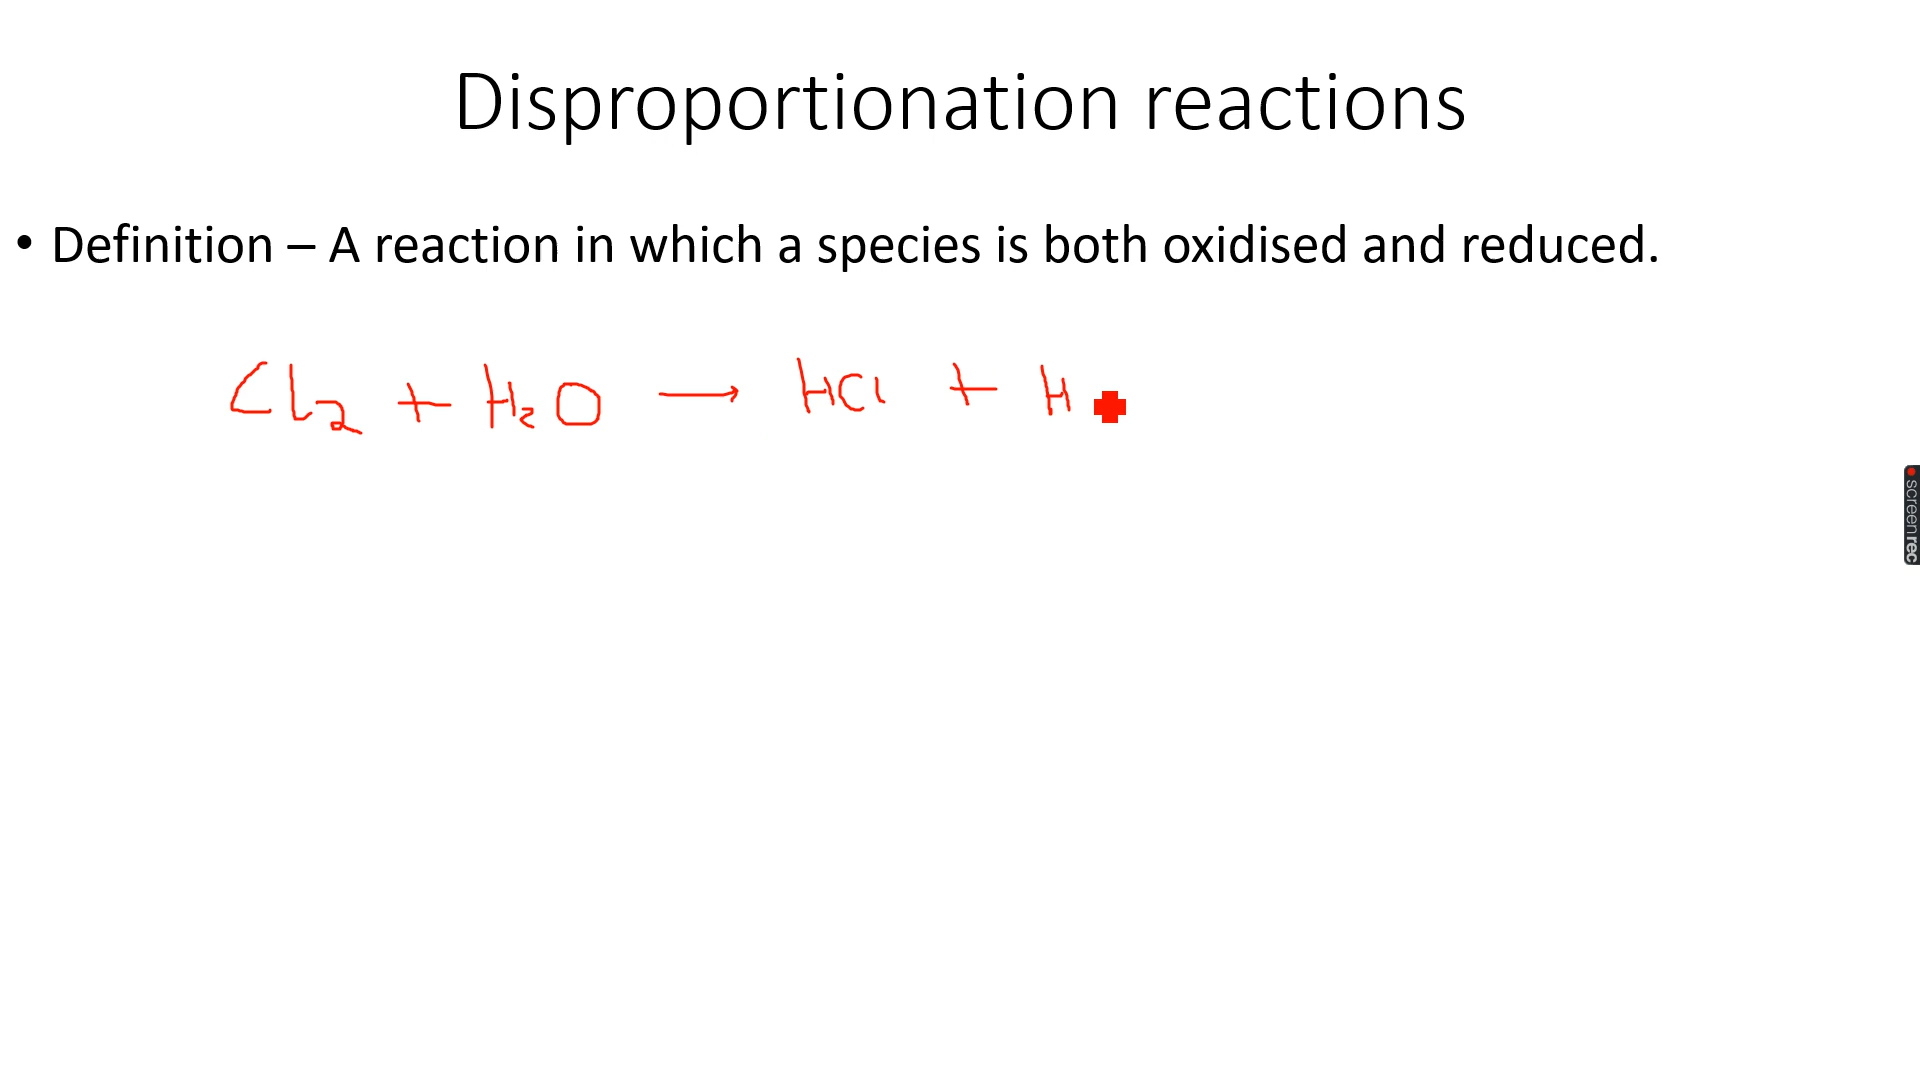 Disproportionation reactions
• Definition – A reaction in which a species is both oxidised and reduced.
Cl₂ + H₂O → HCl + H
screenrec